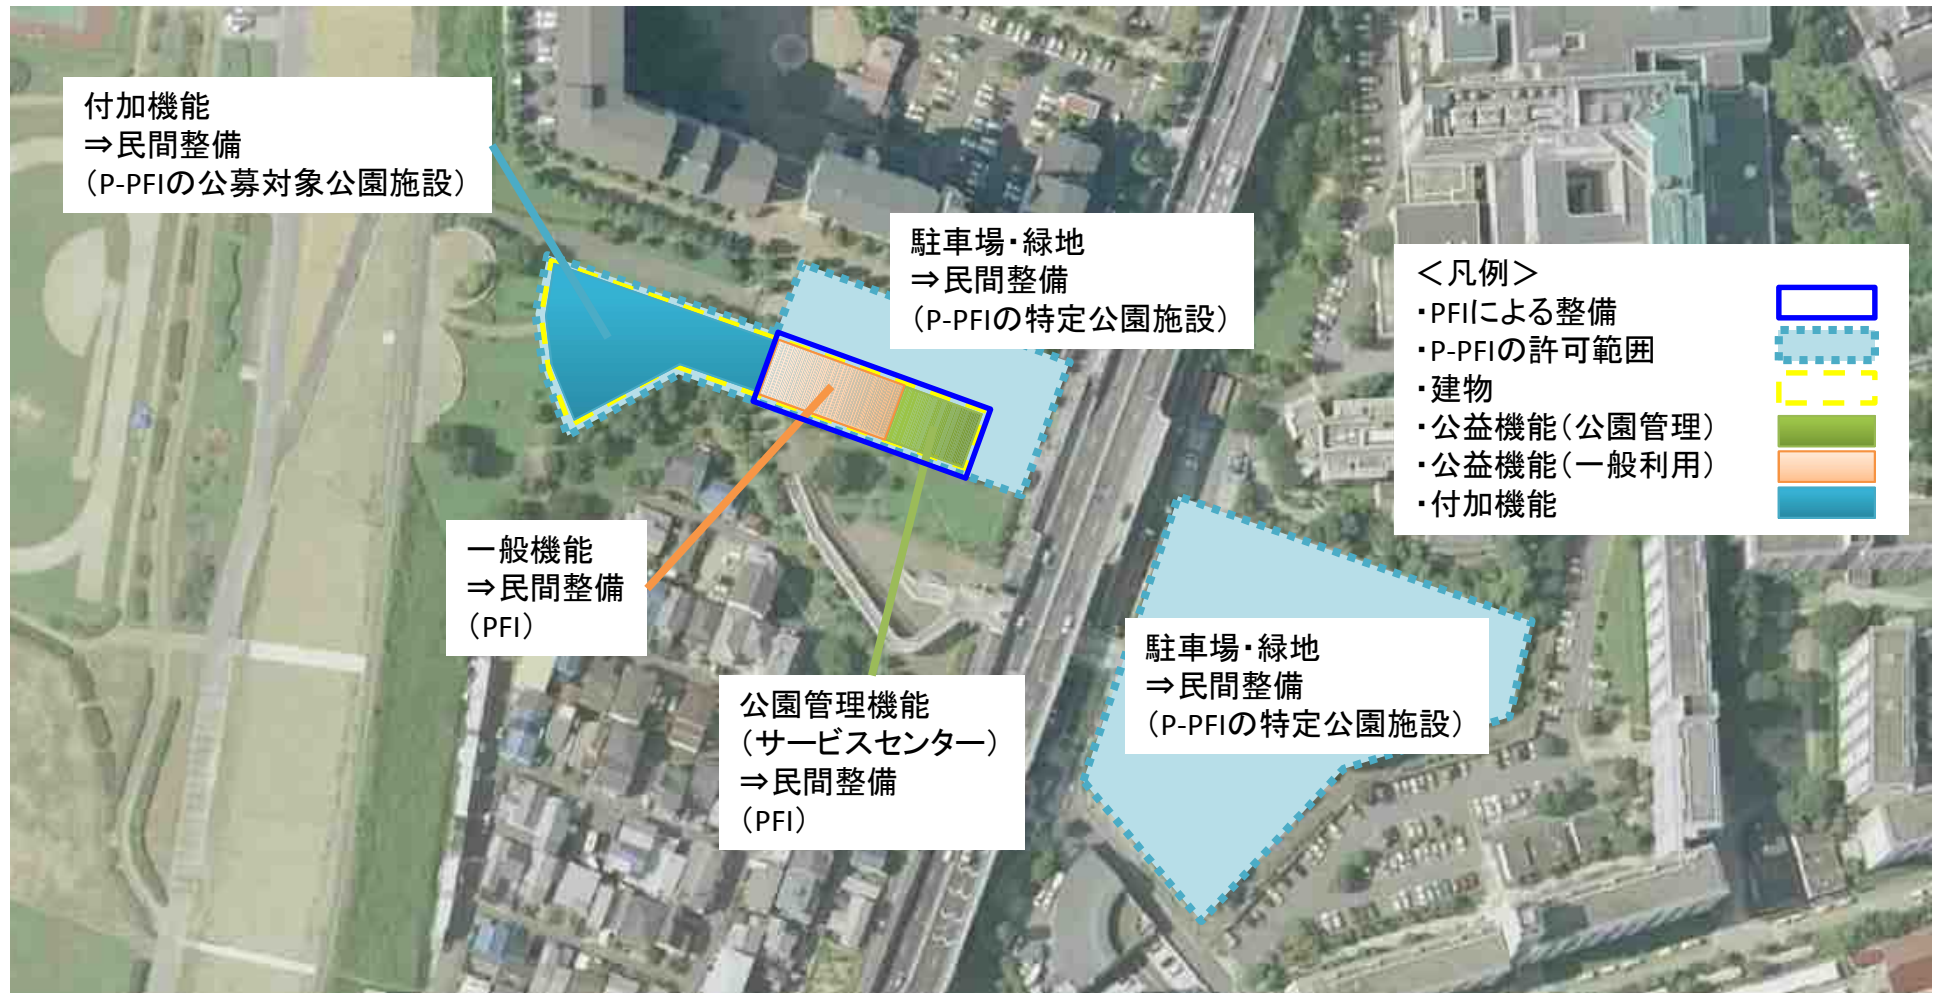 付加機能
⇒民間整備
（P-PFIの公募対象公園施設）
駐車場・緑地
⇒民間整備
（P-PFIの特定公園施設）
＜凡例＞
・PFIによる整備
・P-PFIの許可範囲
・建物
・公益機能（公園管理）
・公益機能（一般利用）
・付加機能
一般機能
⇒民間整備
（PFI）
公園管理機能
（サービスセンター）
⇒民間整備
（PFI）
駐車場・緑地
⇒民間整備
（P-PFIの特定公園施設）